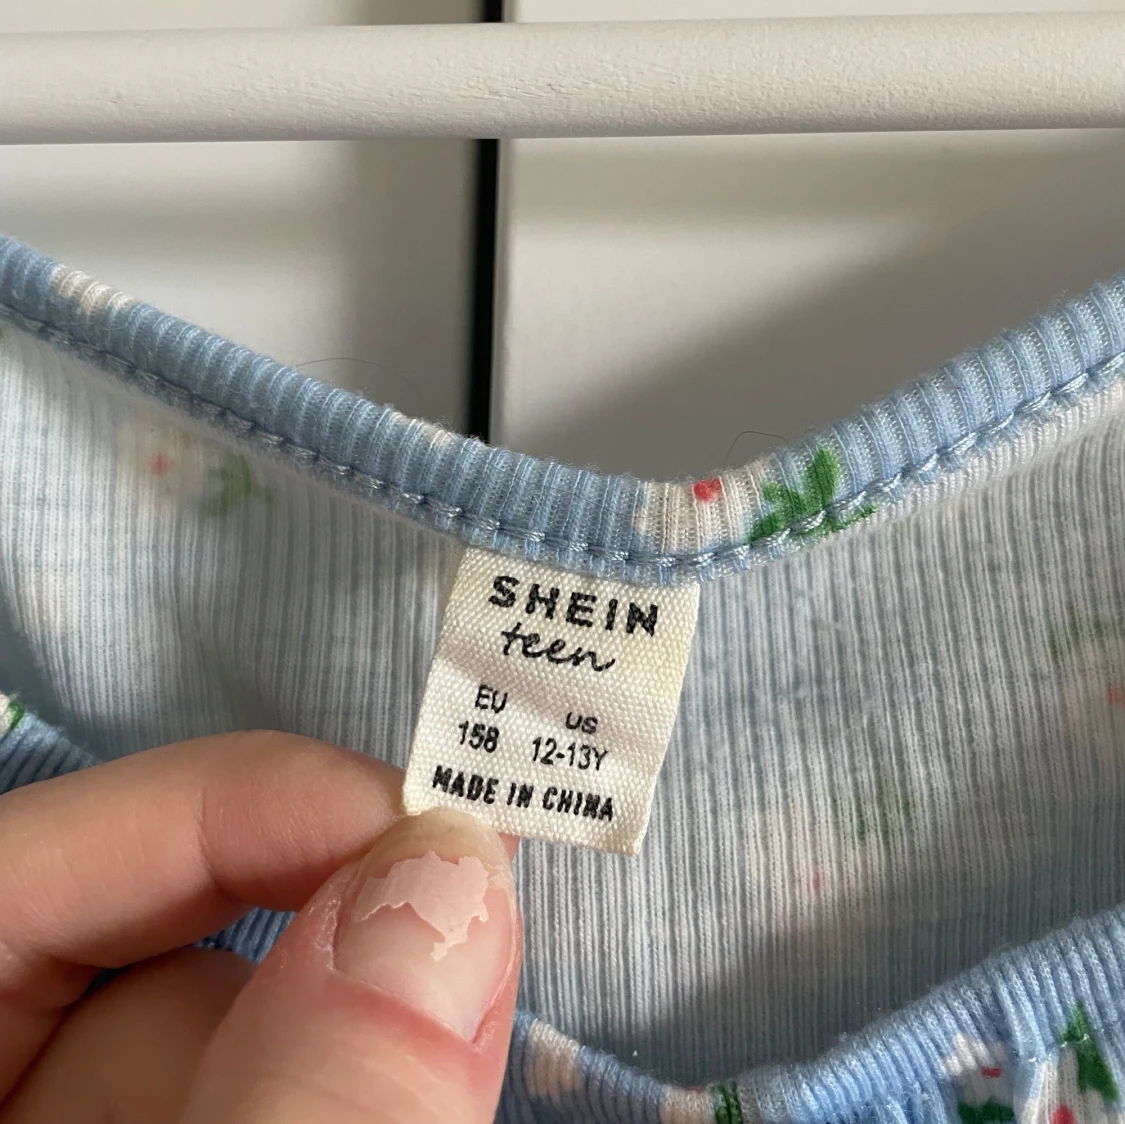 SHEIN
teen
EU US
158 12-13Y
MADE IN CHINA